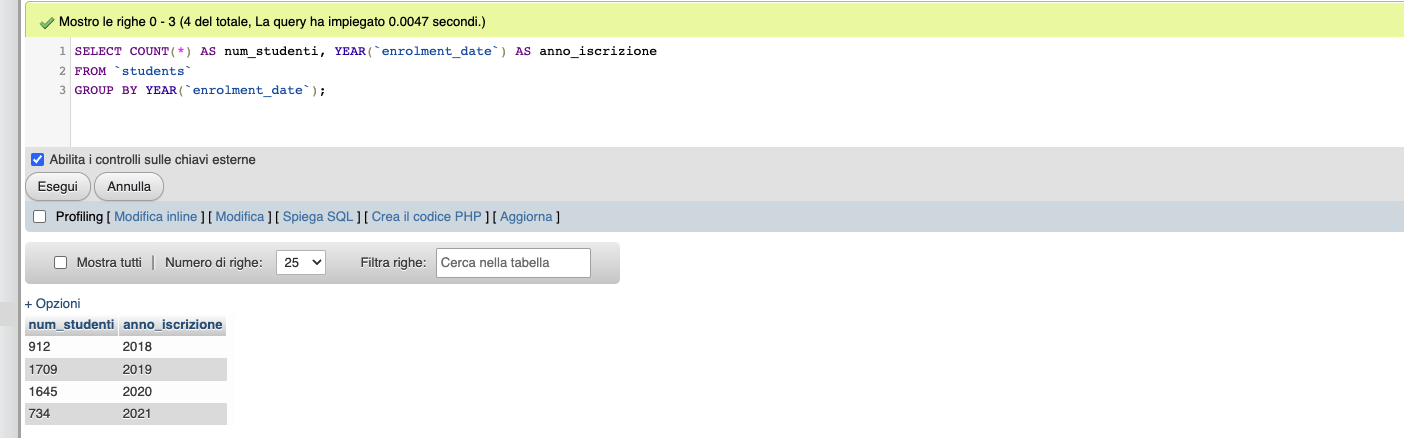 Mostro le righe 0 - 3 (4 del totale, La query ha impiegato 0.0047 secondi.)
1 SELECT COUNT(*) AS num_studenti, YEAR(`enrolment_date`) AS anno_iscrizione
2 FROM `students`
3 GROUP BY YEAR(`enrolment_date`);
Abilita i controlli sulle chiavi esterne
Esegui Annulla
Profiling [ Modifica inline ] [ Modifica ] [ Spiega SQL ] [ Crea il codice PHP ] [ Aggiorna ]
Mostra tutti | Numero di righe: 25 Filtra righe: Cerca nella tabella
+ Opzioni
num_studenti anno_iscrizione
912 2018
1709 2019
1645 2020
734 2021